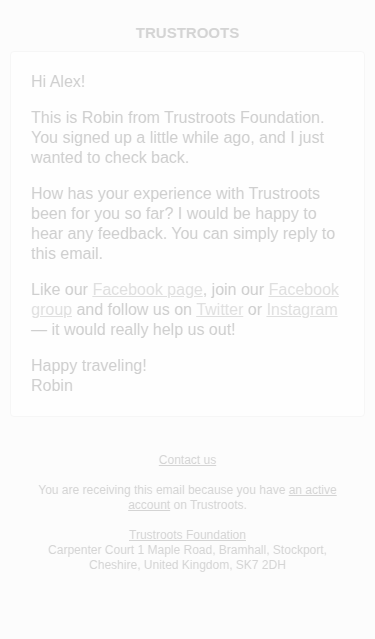 TRUSTROOTS
Hi Alex!
This is Robin from Trustroots Foundation.
You signed up a little while ago, and I just
wanted to check back.
How has your experience with Trustroots
been for you so far? I would be happy to
hear any feedback. You can simply reply to
this email.
Like our Facebook page, join our Facebook
group and follow us on Twitter or Instagram
— it would really help us out!
Happy traveling!
Robin
Contact us
You are receiving this email because you have an active
account on Trustroots.
Trustroots Foundation
Carpenter Court 1 Maple Road, Bramhall, Stockport,
Cheshire, United Kingdom, SK7 2DH